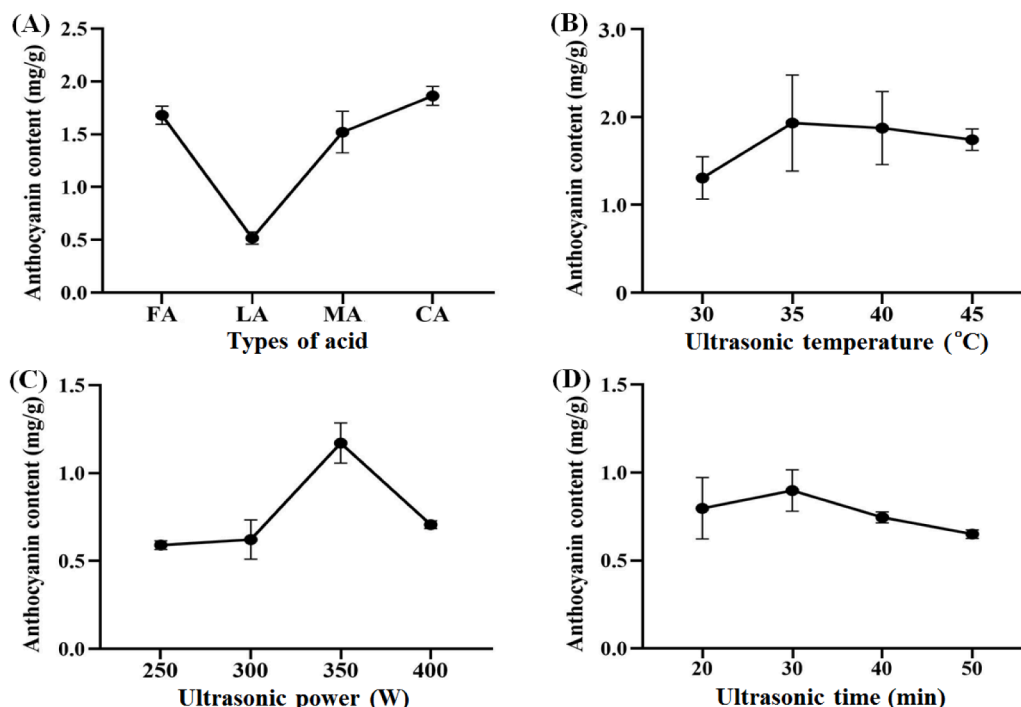 (A)
Anthocyanin content (mg/g)
2.5
2.0
1.5
1.0
0.5
0.0
FA LA MA CA
Types of acid
(B)
Anthocyanin content (mg/g)
3.0
2.0
1.0
0
30 35 40 45
Ultrasonic temperature (°C)
(C)
Anthocyanin content (mg/g)
1.5
1.0
0.5
0.0
250 300 350 400
Ultrasonic power (W)
(D)
Anthocyanin content (mg/g)
1.5
1.0
0.5
0.0
20 30 40 50
Ultrasonic time (min)